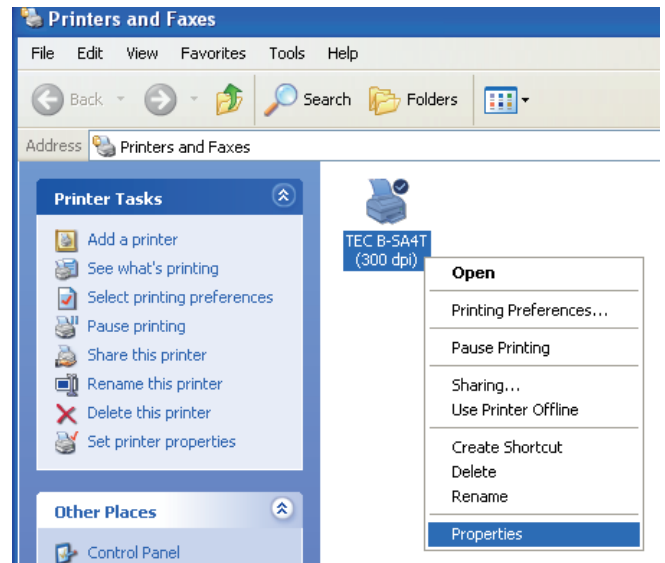 Printers and Faxes
File Edit View Favorites Tools Help
Back Search Folders
Address Printers and Faxes
Printer Tasks
Add a printer
See what's printing
Select printing preferences
Pause printing
Share this printer
Rename this printer
Delete this printer
Set printer properties
Other Places
Control Panel
TEC B-SA4T
(300 dpi)
Open
Printing Preferences...
Pause Printing
Sharing...
Use Printer Offline
Create Shortcut
Delete
Rename
Properties